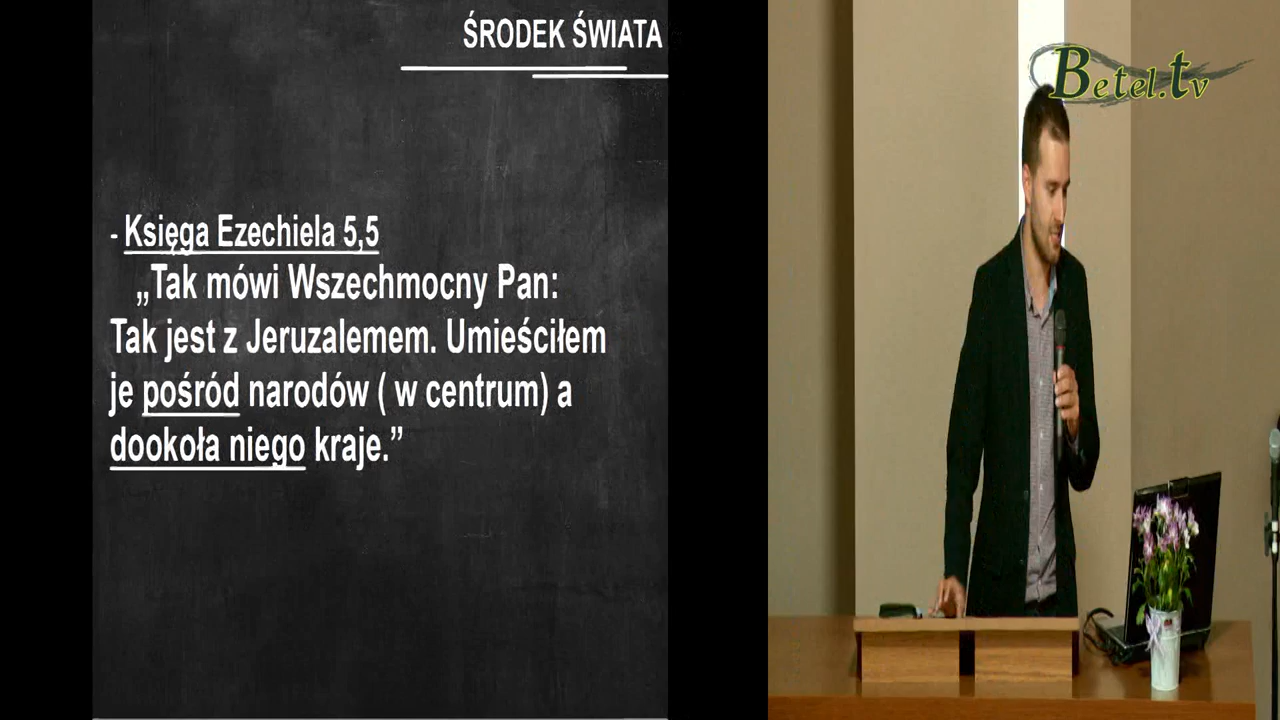 ŚRODEK ŚWIATA
- Księga Ezechiela 5,5
„Tak mówi Wszechmocny Pan:
Tak jest z Jeruzalemem. Umieściłem
je pośród narodów ( w centrum) a
dookoła niego kraje.”
Betel.tv